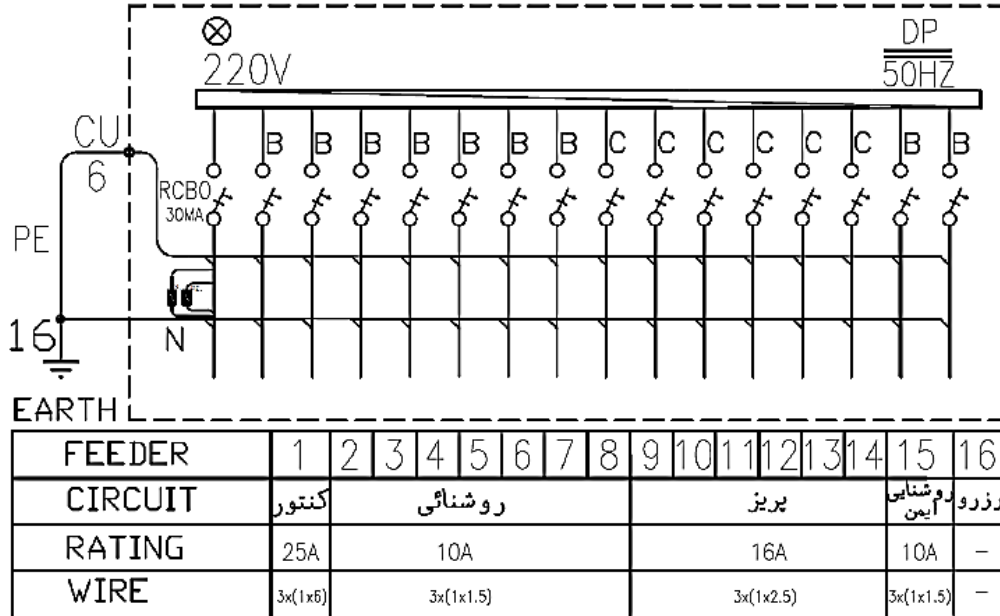 DP
220V
50HZ
CU
6
B B B B B B B C C C C C C B B
RCBO
30MA
PE
16
N
EARTH
FEEDER 1 2 3 4 5 6 7 8 9 10 11 12 13 14 15 16
CIRCUIT کنتور روشنائی پریز روشنایی ایمن رزرو
RATING 25A 10A 16A 10A -
WIRE 3x(1x6) 3x(1x1.5) 3x(1x2.5) 3x(1x1.5) -